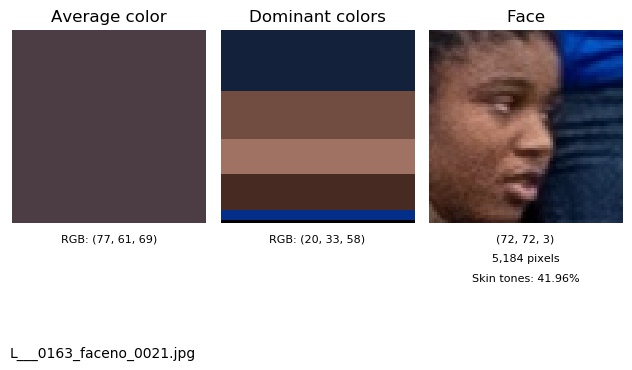 Average color
Dominant colors
Face
RGB: (77, 61, 69)
RGB: (20, 33, 58)
(72, 72, 3)
5,184 pixels
Skin tones: 41.96%
L___0163_faceno_0021.jpg